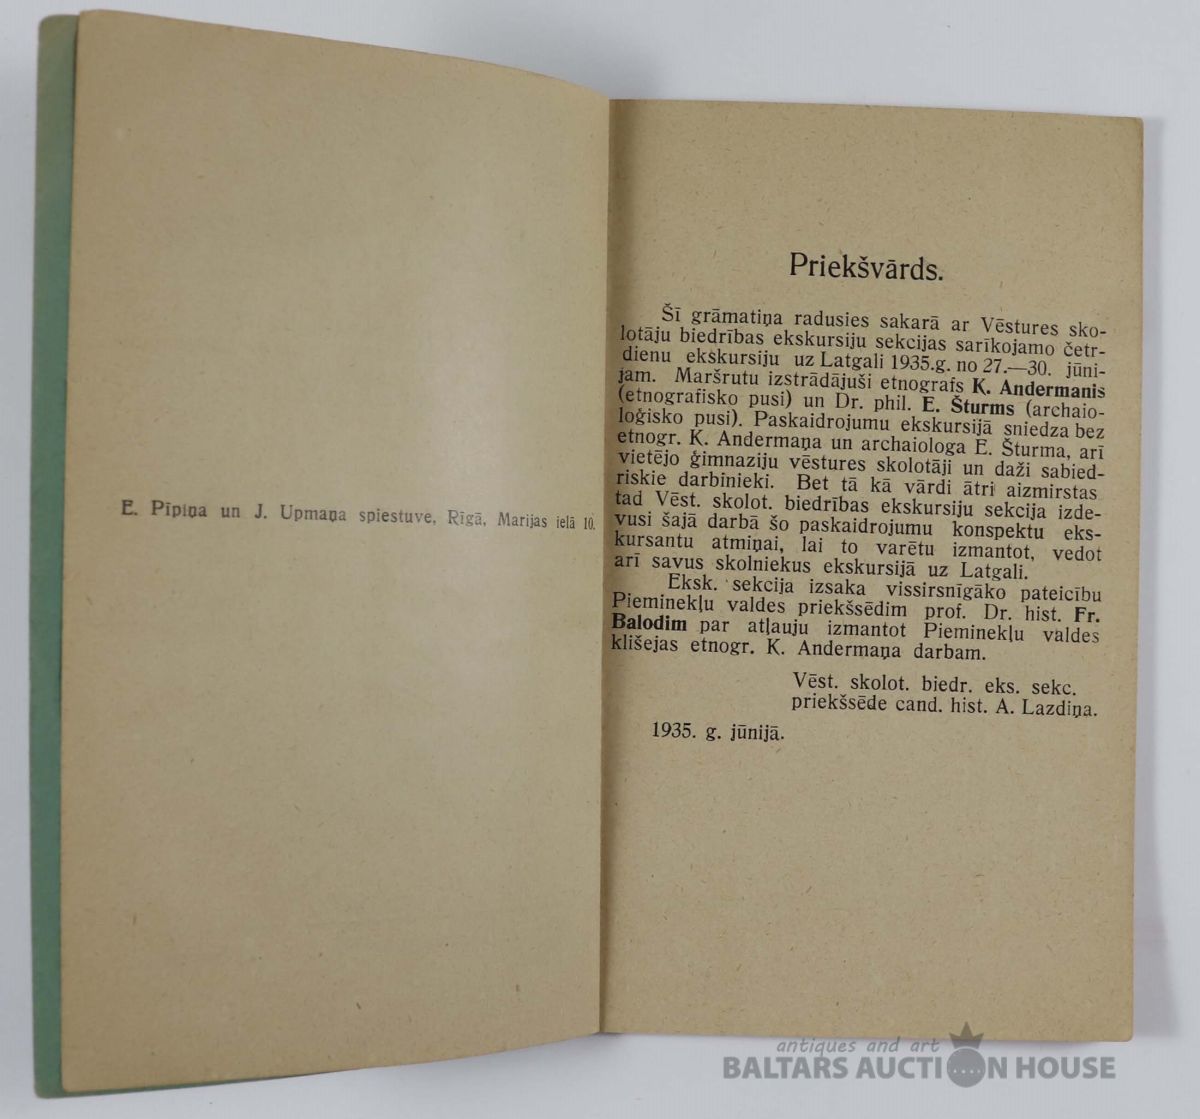 E. Pīpiņa un J. Upmaņa spiestuve, Rīgā, Marijas ielā 10.
Priekšvārds.
Šī grāmatiņa radusies sakarā ar Vēstures sko-
lotāju biedrības ekskursiju sekcijas sarīkojamo četr-
dienu ekskursiju uz Latgali 1935.g. no 27.—30. jūni-
jam. Maršrutu izstrādājuši etnografs K. Andermanis
(etnografisko pusi) un Dr. phil. E. Šturms (archaio-
loģisko pusi). Paskaidrojumu ekskursijā sniedza bez
etnogr. K. Andermaņa un archaiologa E. Šturma, arī
vietējo ģimnaziju vēstures skolotāji un daži sabied-
riskie darbinieki. Bet tā kā vārdi ātri aizmirstas
tad Vēst. skolot. biedrības ekskursiju sekcija izde-
vusi šajā darbā šo paskaidrojumu konspektu eks-
kursantu atmiņai, lai to varētu izmantot, vedot
arī savus skolniekus ekskursijā uz Latgali.
Eksk. sekcija izsaka vissirsnīgāko pateicību
Pieminekļu valdes priekšsēdim prof. Dr. hist. Fr.
Balodim par atļauju izmantot Pieminekļu valdes
klišejas etnogr. K. Andermaņa darbam.
Vēst. skolot. biedr. eks. sekc.
priekšsēde cand. hist. A. Lazdiņa.
1935. g. jūnijā.
antiques and art
BALTARS AUCTION HOUSE